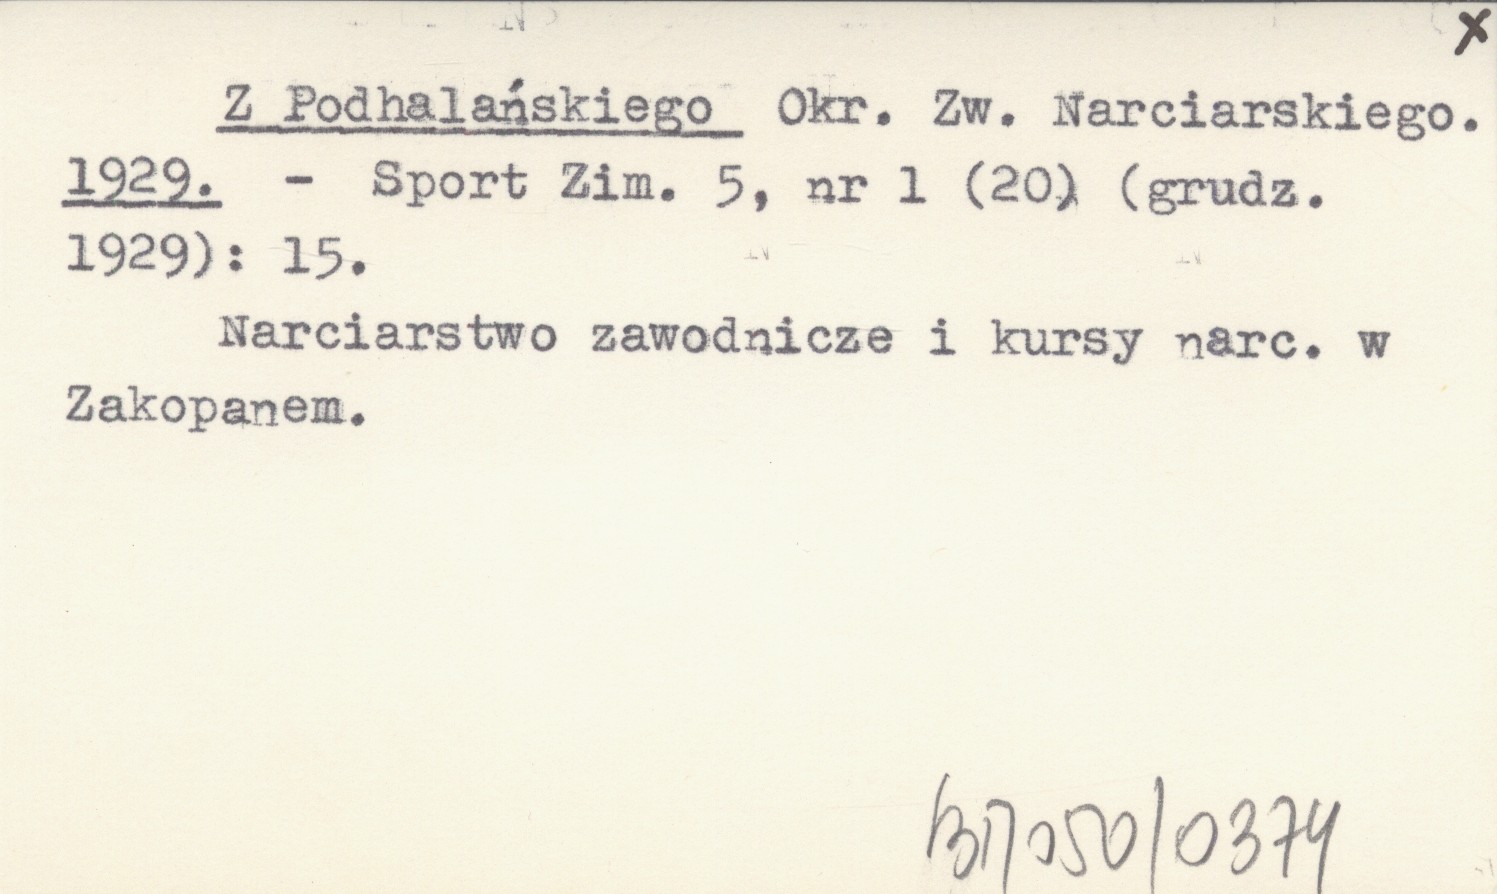 x
Z Podhalańskiego Okr. Zw. Narciarskiego.
1929. - Sport Zim. 5, nr 1 (20) (grudz.
1929): 15.
Narciarstwo zawodnicze i kursy narc. w
Zakopanem.
050/0374